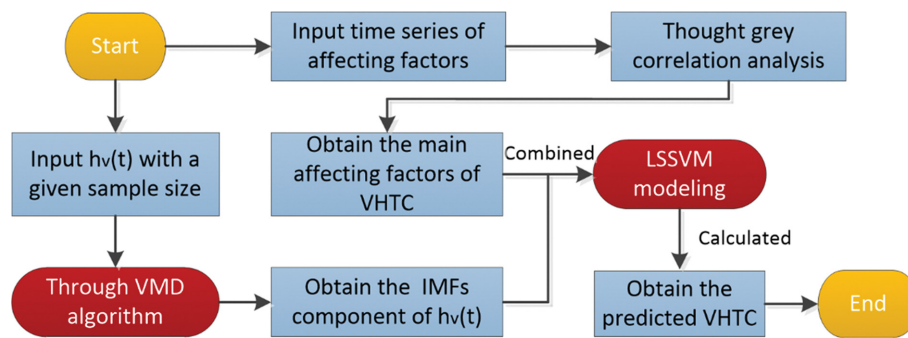 Start
Input time series of
affecting factors
Thought grey
correlation analysis
Input hv(t) with a
given sample size
Obtain the main
affecting factors of
VHTC
Combined
LSSVM
modeling
Calculated
Through VMD
algorithm
Obtain the IMFs
component of hv(t)
Obtain the
predicted VHTC
End